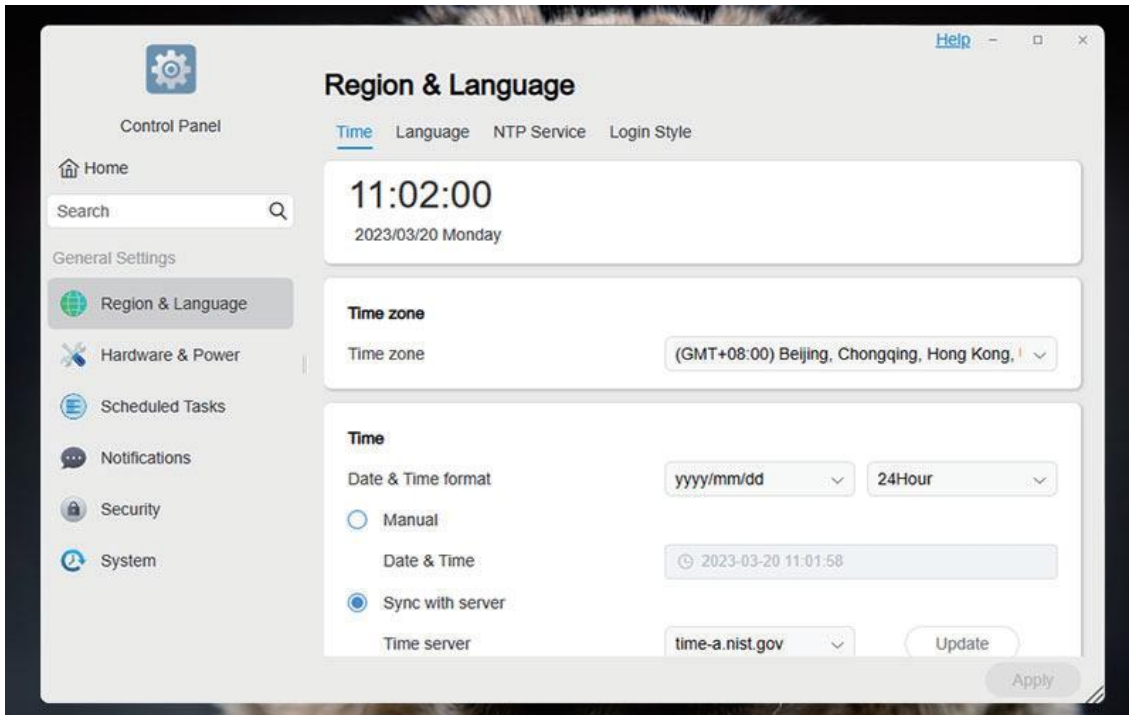 Help
Control Panel
Home
Search
General Settings
Region & Language
Hardware & Power
Scheduled Tasks
Notifications
Security
System
Region & Language
Time Language NTP Service Login Style
11:02:00
2023/03/20 Monday
Time zone
Time zone (GMT+08:00) Beijing, Chongqing, Hong Kong,
Time
Date & Time format yyyy/mm/dd 24Hour
Manual
Date & Time 2023-03-20 11:01:58
Sync with server
Time server time-a.nist.gov Update
Apply